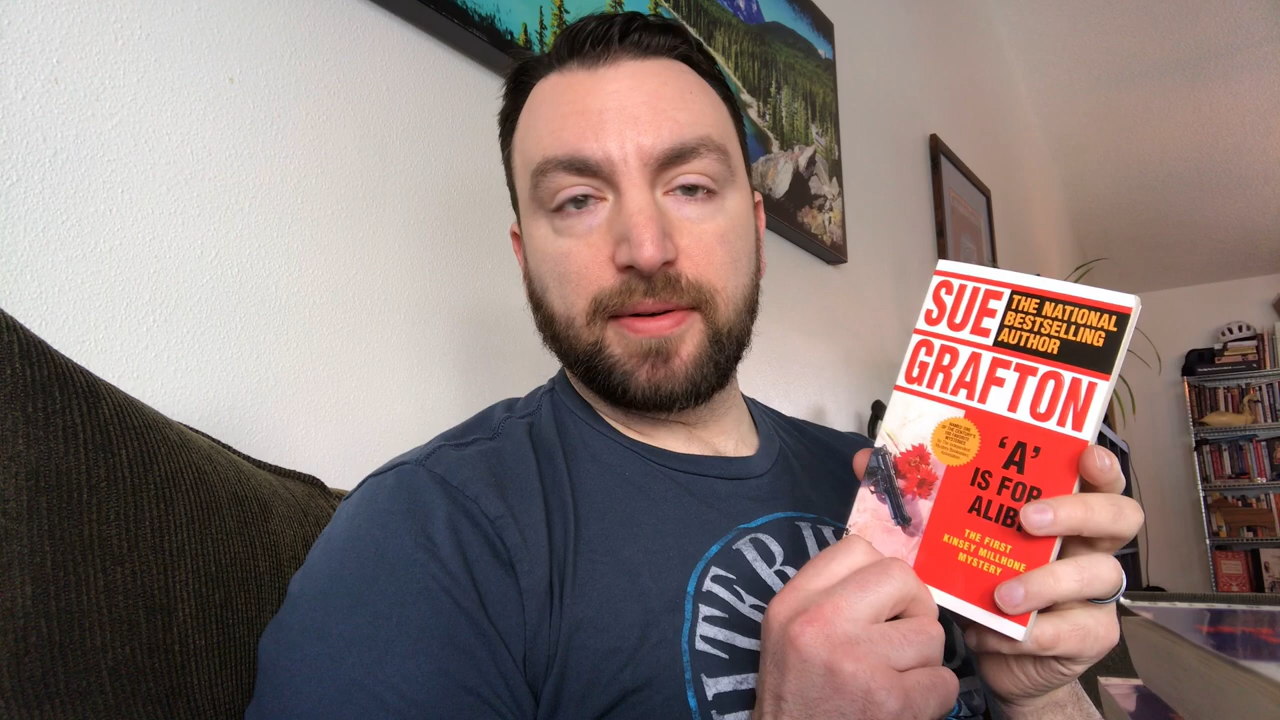 SUE
THE NATIONAL
BESTSELLING
AUTHOR
GRAFTON
'A'
IS FOR
ALIBI
THE FIRST
KINSEY MILLHONE
MYSTERY